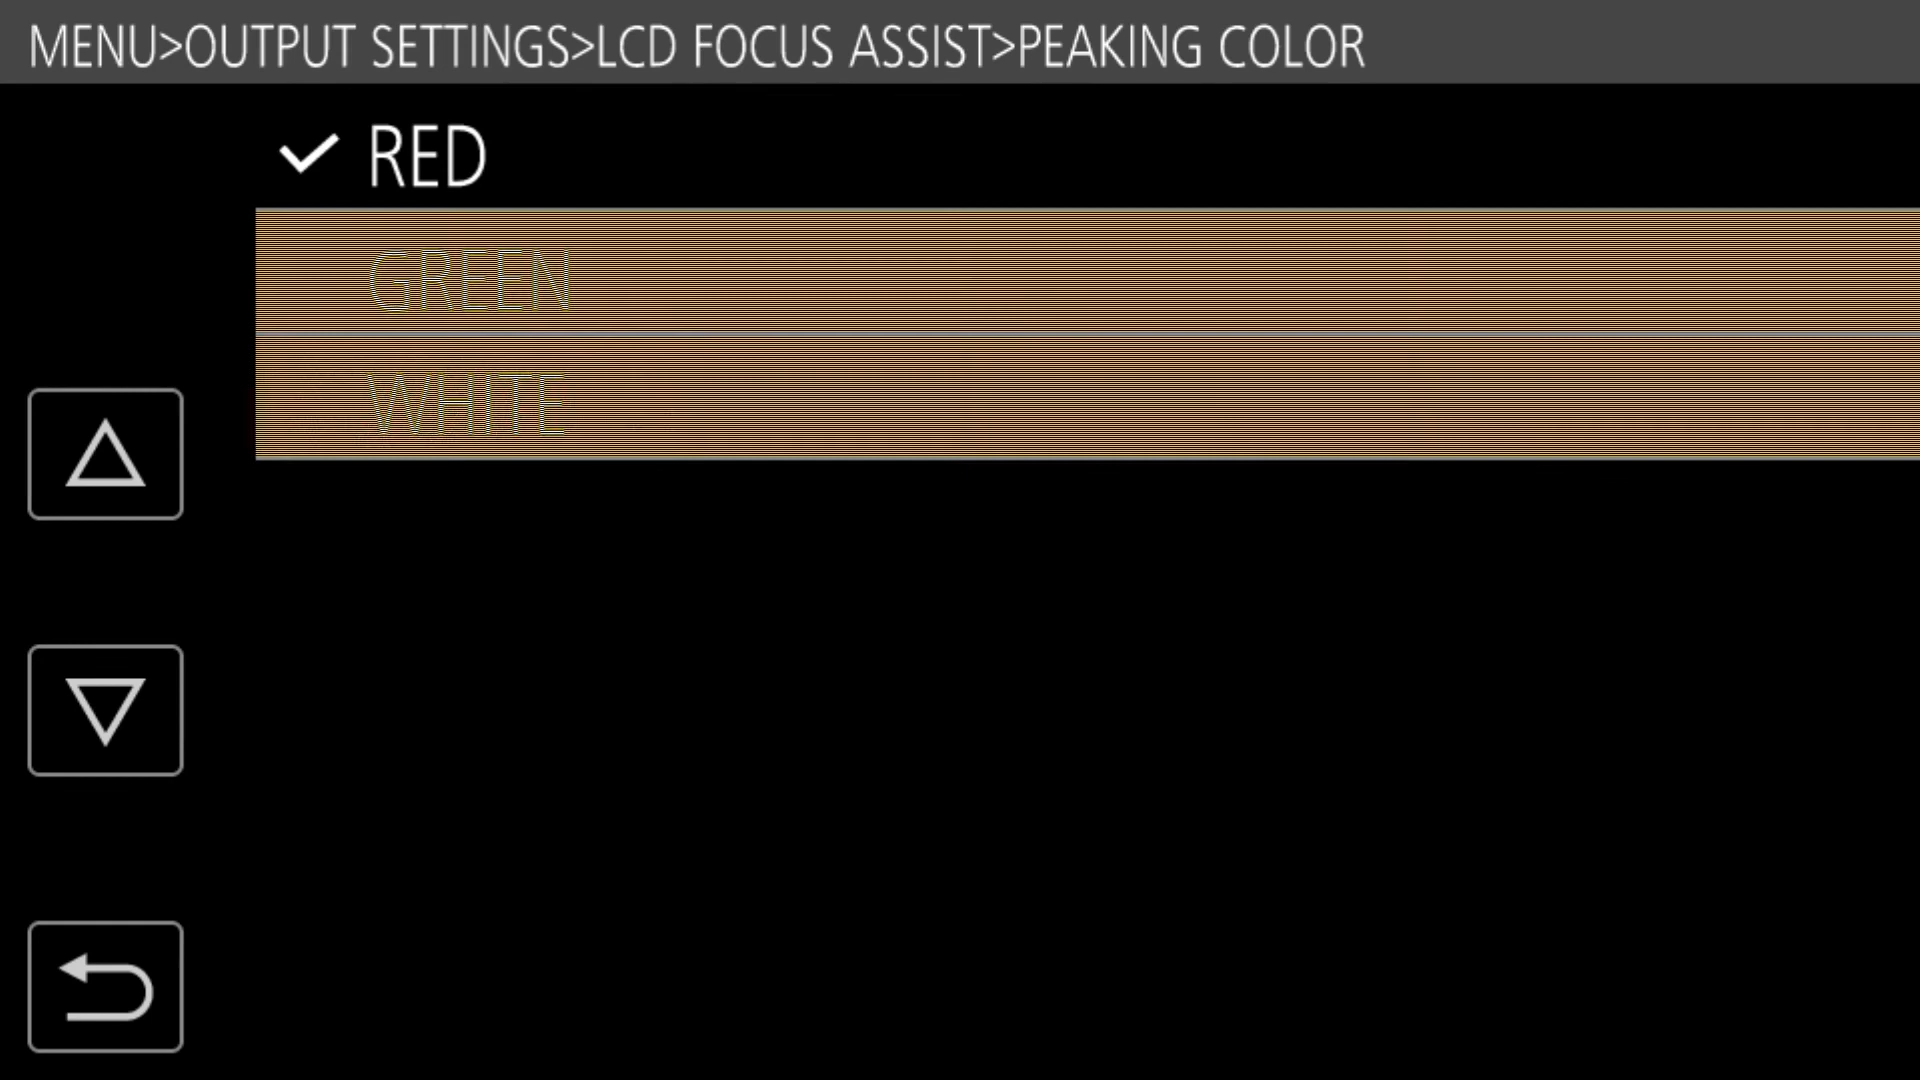 MENU>OUTPUT SETTINGS>LCD FOCUS ASSIST>PEAKING COLOR
RED
GREEN
WHITE